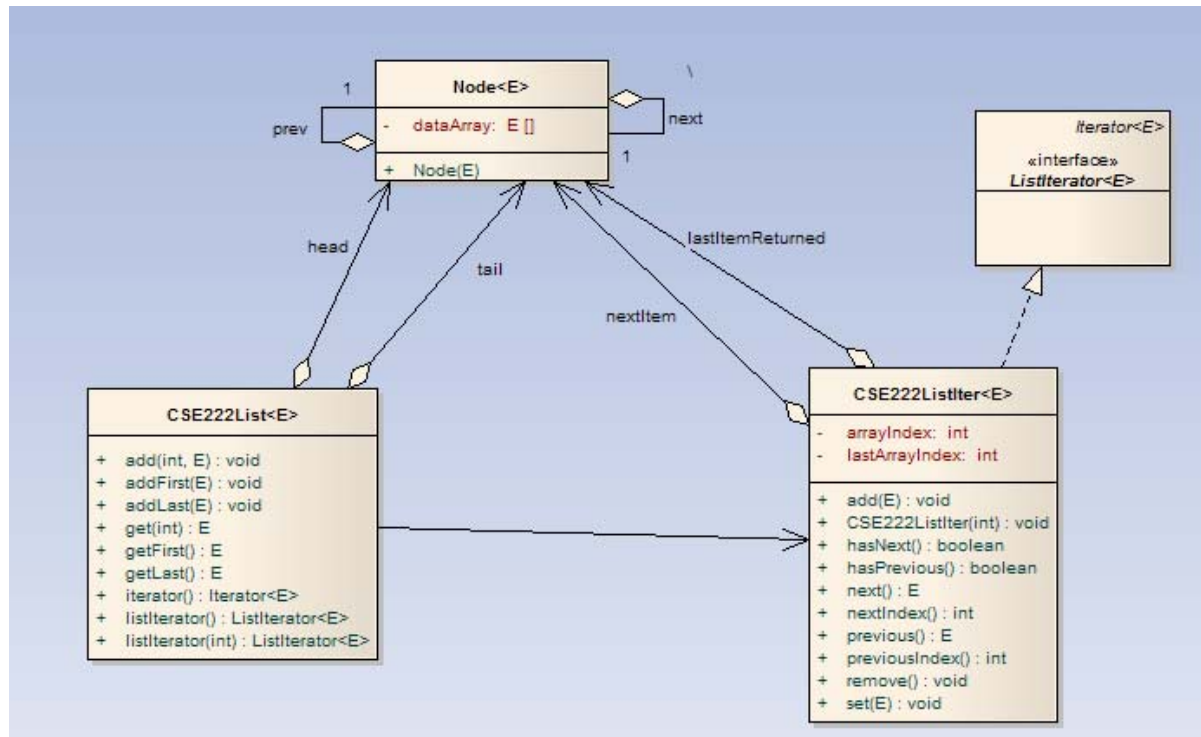 \
1
Node<E>
prev
- dataArray: E []
next
1
+ Node(E)
Iterator<E>
«interface»
ListIterator<E>
head
tail
lastItemReturned
nextItem
CSE222List<E>
+ add(int, E) : void
+ addFirst(E) : void
+ addLast(E) : void
+ get(int) : E
+ getFirst() : E
+ getLast() : E
+ iterator() : Iterator<E>
+ listIterator() : ListIterator<E>
+ listIterator(int) : ListIterator<E>
CSE222ListIter<E>
- arrayIndex: int
- lastArrayIndex: int
+ add(E) : void
+ CSE222ListIter(int) : void
+ hasNext() : boolean
+ hasPrevious() : boolean
+ next() : E
+ nextIndex() : int
+ previous() : E
+ previousIndex() : int
+ remove() : void
+ set(E) : void